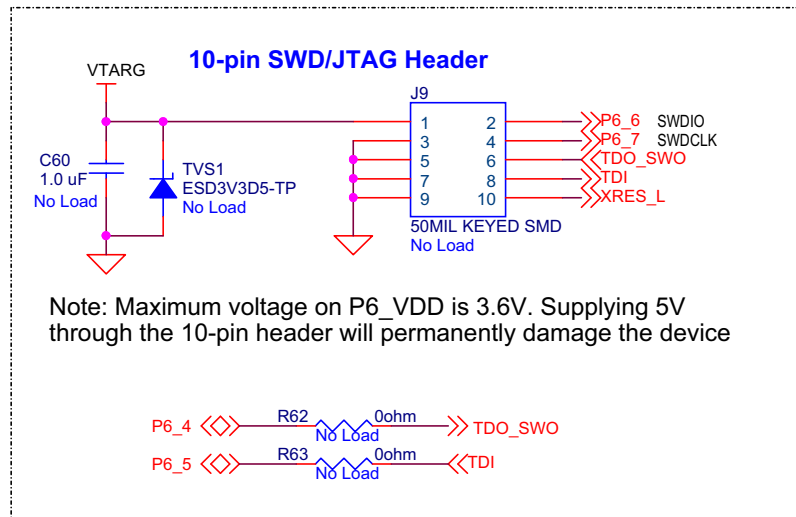 10-pin SWD/JTAG Header
VTARG
J9
1 2 P6_6 SWDIO
3 4 P6_7 SWDCLK
5 6 TDO_SWO
7 8 TDI
9 10 XRES_L
C60
1.0 uF
No Load
TVS1
ESD3V3D5-TP
No Load
50MIL KEYED SMD
No Load
Note: Maximum voltage on P6_VDD is 3.6V. Supplying 5V
through the 10-pin header will permanently damage the device
P6_4 R62 0ohm TDO_SWO
No Load
P6_5 R63 0ohm TDI
No Load